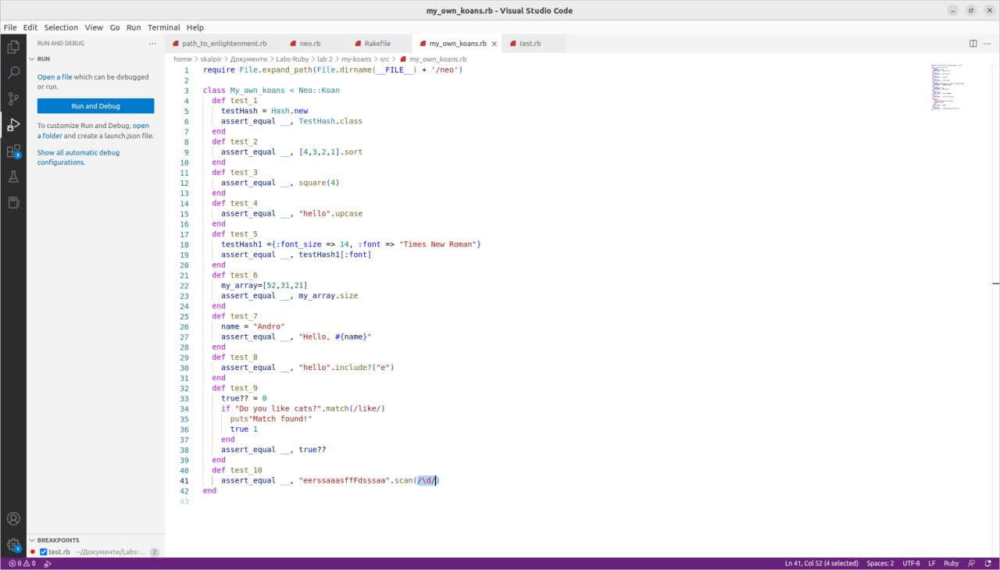 my_own_koans.rb - Visual Studio Code
File Edit Selection View Go Run Terminal Help
RUN AND DEBUG ···
path_to_enlightenment.rb neo.rb Rakefile my_own_koans.rb test.rb
RUN
home > skalpir > Документи > Labs-Ruby > lab 2 > my-koans > src > my_own_koans.rb
Open a file which can be debugged
or run.
Run and Debug
To customize Run and Debug, open
a folder and create a launch.json file.
Show all automatic debug
configurations.
1 require File.expand_path(File.dirname(__FILE__) + '/neo')
2
3 class My_own_koans < Neo::Koan
4 def test_1
5 testHash = Hash.new
6 assert_equal __, TestHash.class
7 end
8 def test_2
9 assert_equal __, [4,3,2,1].sort
10 end
11 def test_3
12 assert_equal __, square(4)
13 end
14 def test_4
15 assert_equal __, "hello".upcase
16 end
17 def test_5
18 testHash1 ={:font_size => 14, :font => "Times New Roman"}
19 assert_equal __, testHash1[:font]
20 end
21 def test_6
22 my_array=[52,31,21]
23 assert_equal __, my_array.size
24 end
25 def test_7
26 name = "Andro"
27 assert_equal __, "Hello, #{name}"
28 end
29 def test_8
30 assert_equal __, "hello".include?("e")
31 end
32 def test_9
33 true?? = 0
34 if "Do you like cats?".match(/like/)
35 puts"Match found!"
36 true 1
37 end
38 assert_equal __, true??
39 end
40 def test_10
41 assert_equal __, "eerssaaasffFdsssaa".scan(/\d/)
42 end
43
3
BREAKPOINTS
test.rb ~/Документи/Labs-... 2
1
0 0 Ln 41, Col 52 (4 selected) Spaces: 2 UTF-8 LF Ruby